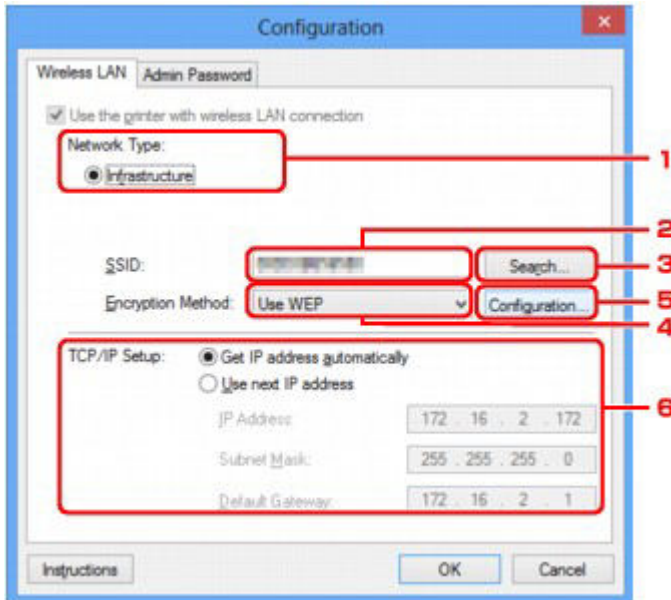 Configuration
Wireless LAN Admin Password
Use the printer with wireless LAN connection
Network Type:
1
Infrastructure
2
SSID: Search... 3
Encryption Method: Use WEP Configuration... 5
4
TCP/IP Setup: Get IP address automatically
Use next IP address
6
IP Address: 172 . 16 . 2 . 172
Subnet Mask: 255 . 255 . 255 . 0
Default Gateway: 172 . 16 . 2 . 1
Instructions OK Cancel